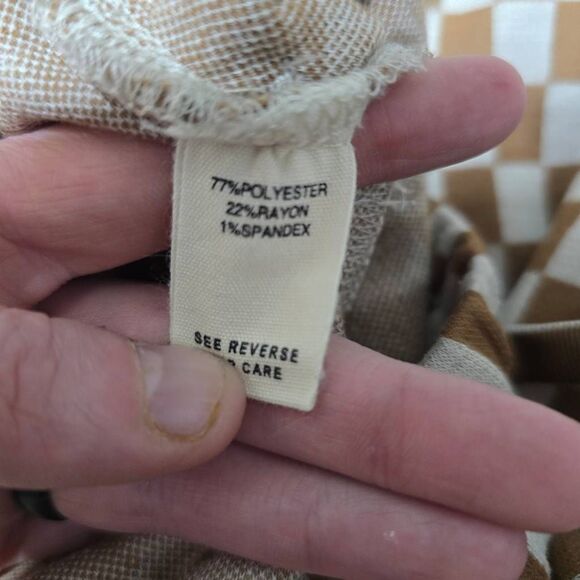 77%POLYESTER
22%RAYON
1%SPANDEX
SEE REVERSE
CARE